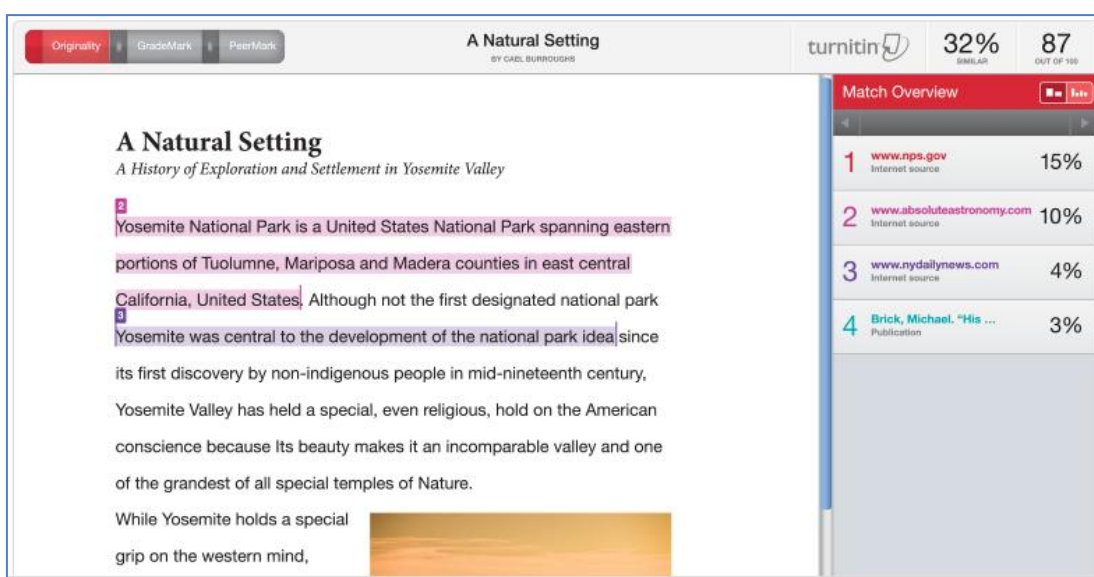 Originality GradeMark PeerMark
A Natural Setting
BY CAEL BURROUGHS
turnitin
32%
SIMILAR
87
OUT OF 100
A Natural Setting
A History of Exploration and Settlement in Yosemite Valley
2
Yosemite National Park is a United States National Park spanning eastern
portions of Tuolumne, Mariposa and Madera counties in east central
California, United States. Although not the first designated national park
3
Yosemite was central to the development of the national park idea since
its first discovery by non-indigenous people in mid-nineteenth century,
Yosemite Valley has held a special, even religious, hold on the American
conscience because Its beauty makes it an incomparable valley and one
of the grandest of all special temples of Nature.
While Yosemite holds a special
grip on the western mind,
Match Overview
1 www.nps.gov 15%
Internet source
2 www.absoluteastronomy.com 10%
Internet source
3 www.nydailynews.com 4%
Internet source
4 Brick, Michael. "His ... 3%
Publication